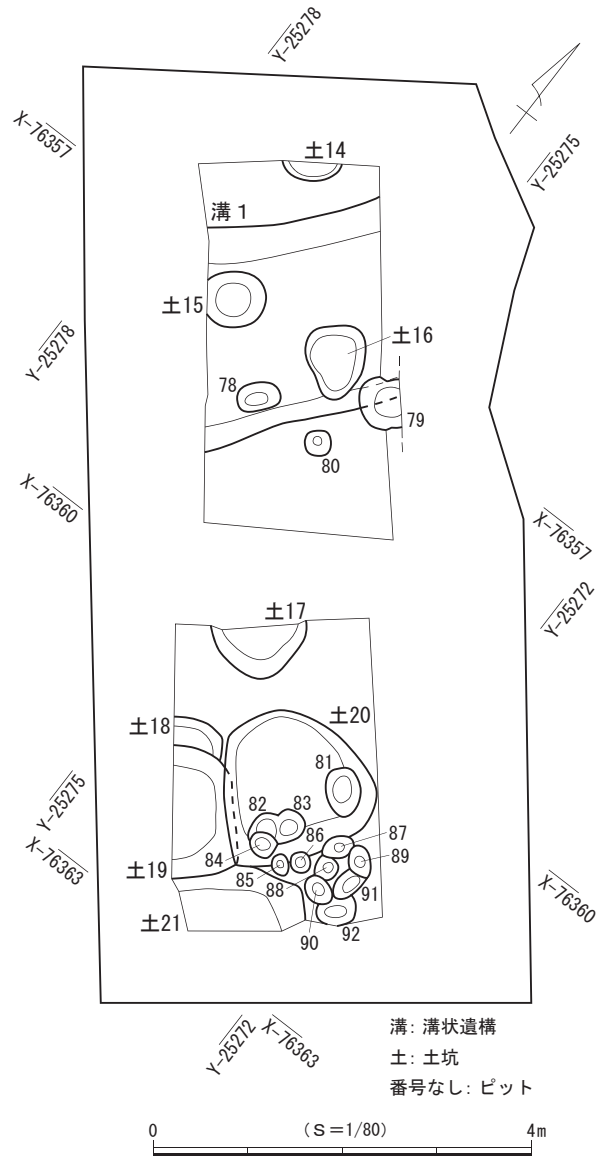 Y-25278
X-76357
Y-25275
土14
溝１
土15
土16
Y-25278
78
79
80
X-76360
X-76357
Y-25272
土17
土18
土20
81
Y-25275
82
83
86
87
84
89
X-76363
土19
85
88
91
X-76360
土21
90
92
Y-25272
X-76363
溝: 溝状遺構
土: 土坑
番号なし: ピット
0
(Ｓ＝1/80)
4m